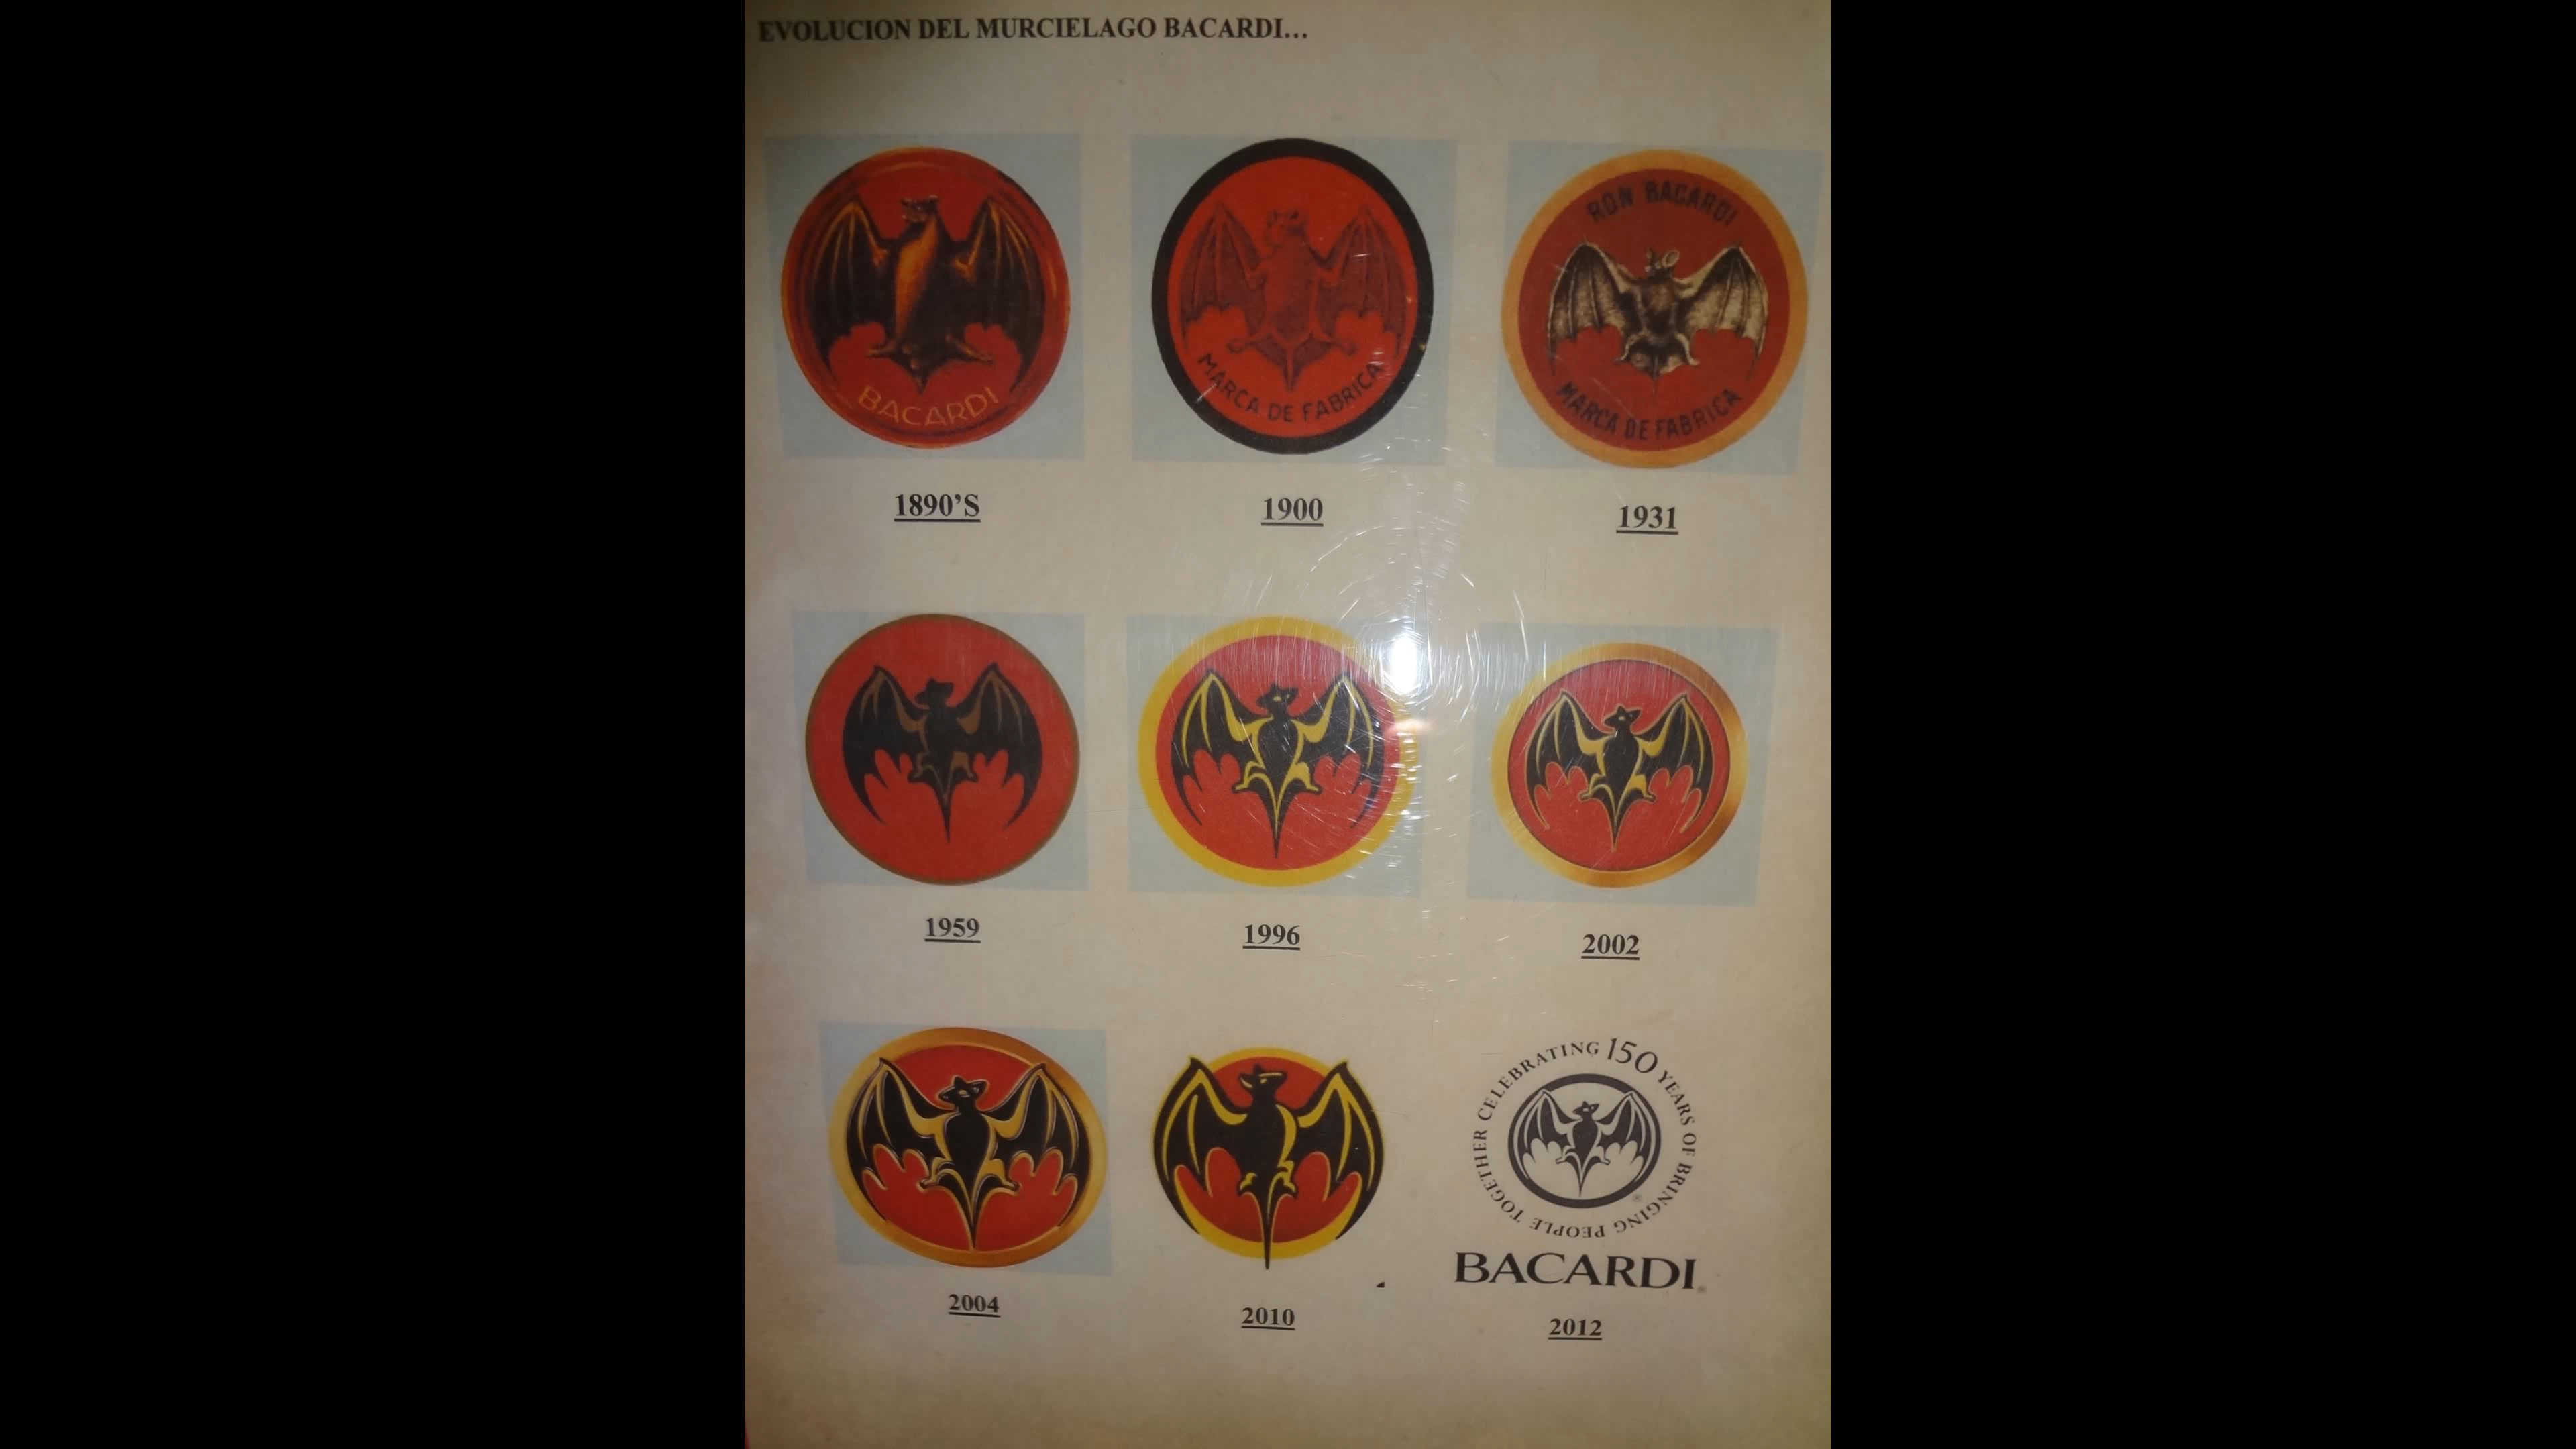 EVOLUCION DEL MURCIELAGO BACARDI...
BACARDI
MARCA DE FABRICA
RON BACARDI
MARCA DE FABRICA
1890'S
1900
1931
1959
1996
2002
CELEBRATING 150 YEARS OF BRINGING PEOPLE TOGETHER
®
BACARDI®
2004
2010
2012